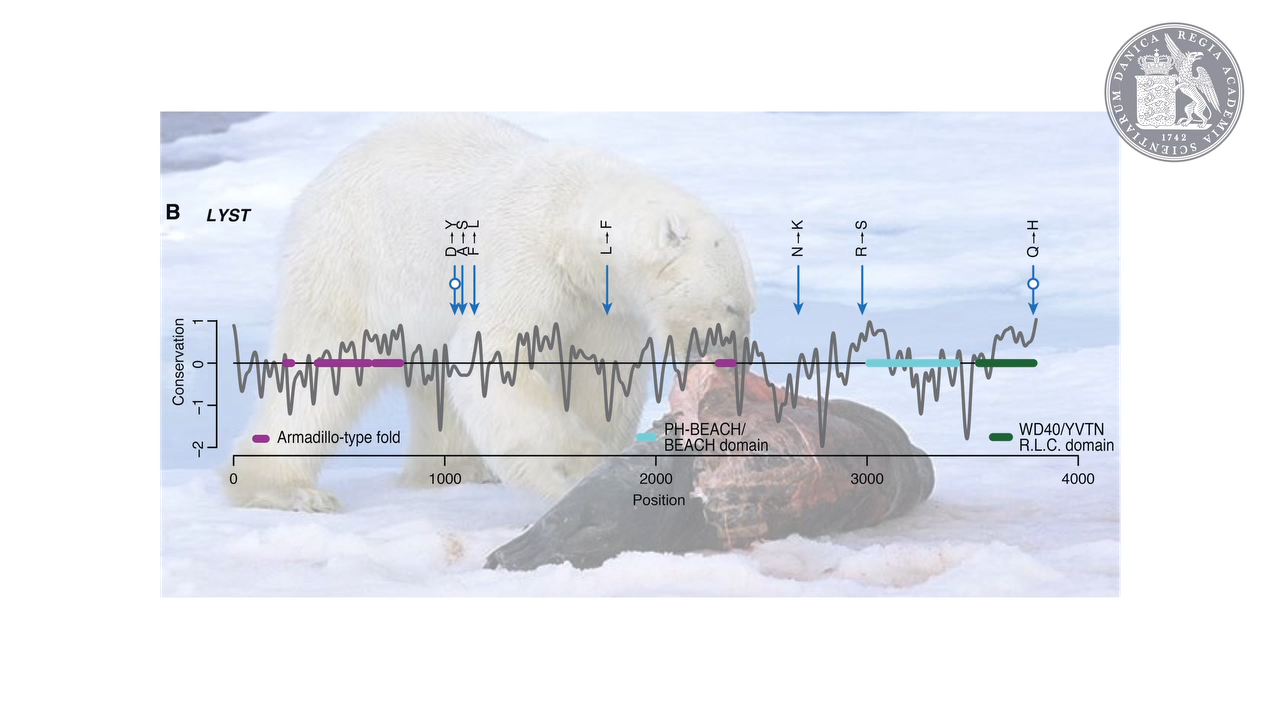 REGIA ACADEMIA SCIENTIARUM DANICA
1742
B LYST
D→Y
A→S
F→L
L→F
N→K
R→S
Q→H
Conservation
1
0
−1
−2
Armadillo-type fold
PH-BEACH/
BEACH domain
WD40/YVTN
R.L.C. domain
0 1000 2000 3000 4000
Position